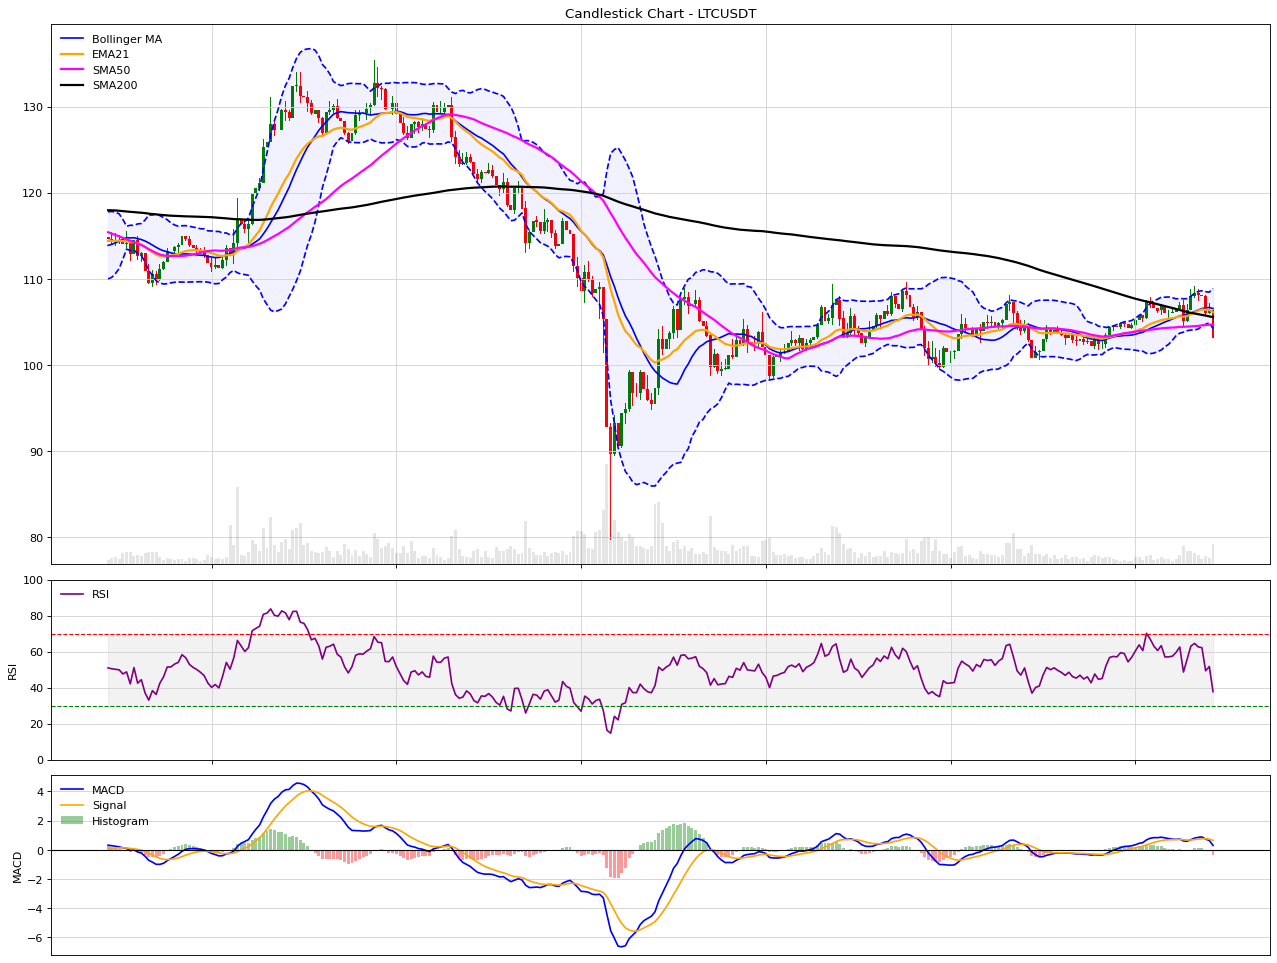 Candlestick Chart - LTCUSDT
Bollinger MA
EMA21
SMA50
SMA200
130
120
110
100
90
80
RSI
100
80
60
40
20
0
RSI
MACD
Signal
Histogram
4
2
0
−2
−4
−6
MACD